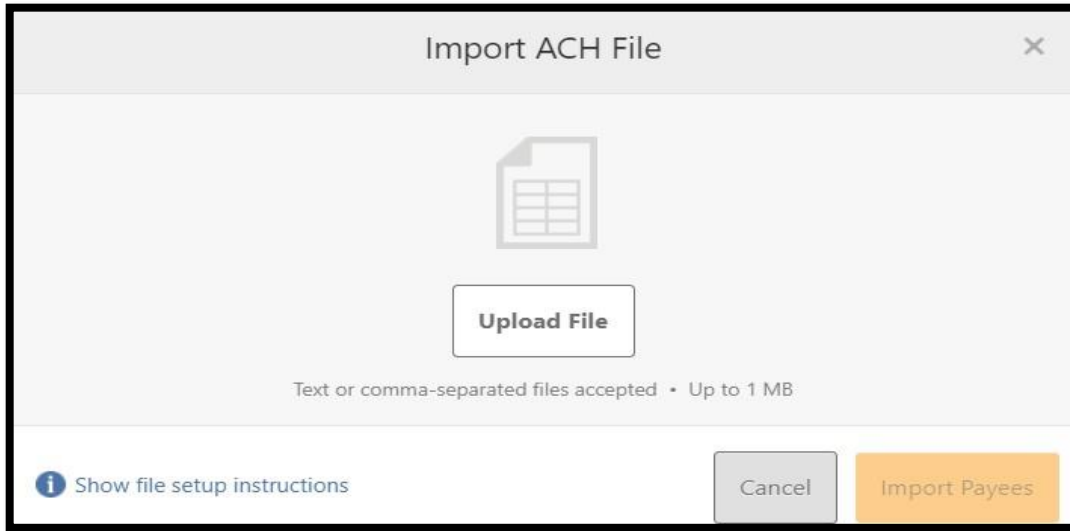 Import ACH File
Upload File
Text or comma-separated files accepted • Up to 1 MB
Show file setup instructions
Cancel
Import Payees